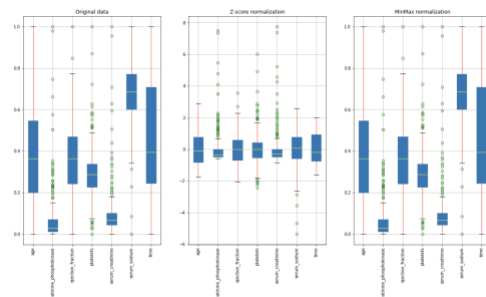 Original data
Z-score normalization
MinMax normalization
1.0
0.8
0.6
0.4
0.2
0.0
8
6
4
2
0
-2
-4
-6
1.0
0.8
0.6
0.4
0.2
0.0
age
creatinine_phosphokinase
ejection_fraction
platelets
serum_creatinine
serum_sodium
time
age
creatinine_phosphokinase
ejection_fraction
platelets
serum_creatinine
serum_sodium
time
age
creatinine_phosphokinase
ejection_fraction
platelets
serum_creatinine
serum_sodium
time